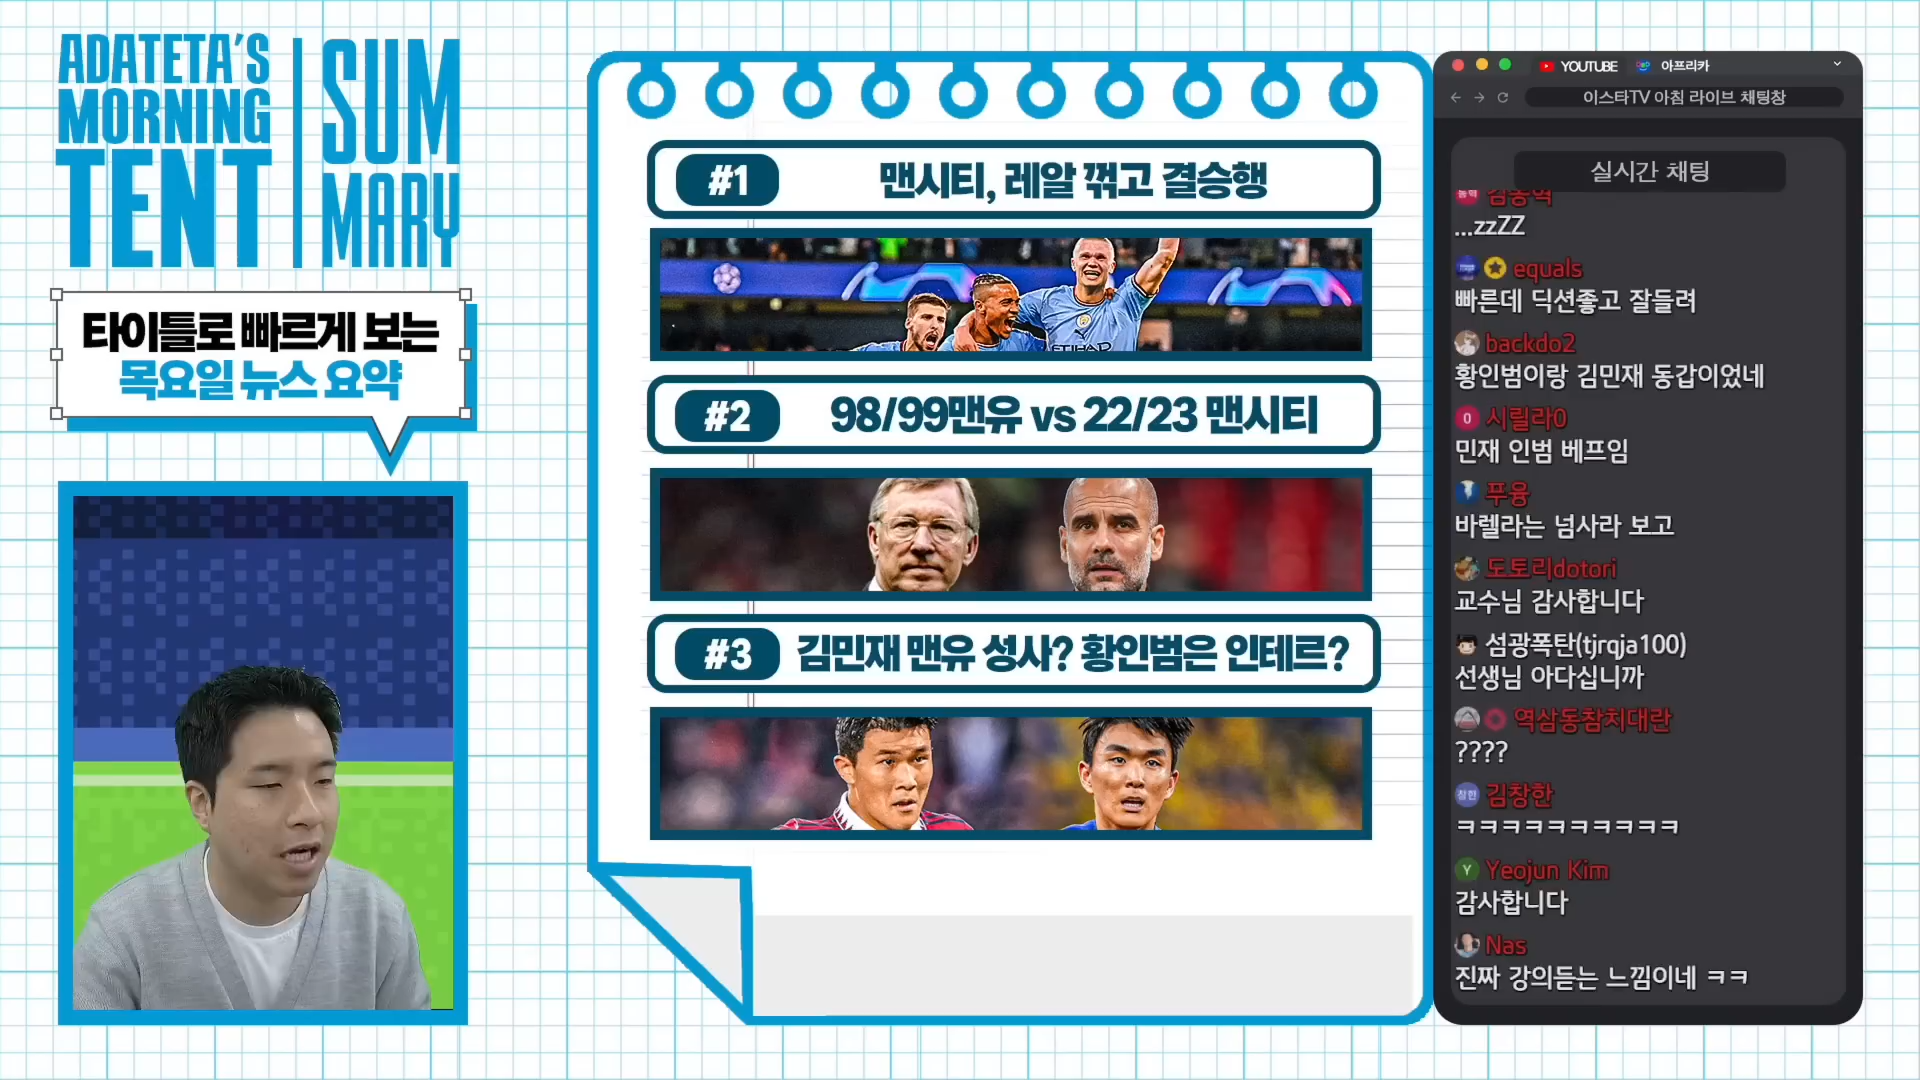 ADATETA'S
MORNING
TENT
SUM
MARY
타이틀로 빠르게 보는
목요일 뉴스 요약
#1 맨시티, 레알 꺾고 결승행
#2 98/99맨유 vs 22/23 맨시티
#3 김민재 맨유 성사? 황인범은 인테르?
YOUTUBE 아프리카
이스타TV 아침 라이브 채팅창
실시간 채팅
...zzZZ
equals
빠른데 딕션좋고 잘들려
backdo2
황인범이랑 김민재 동갑이었네
시릴라0
민재 인범 베프임
푸융
바렐라는 넘사라 보고
도토리dotori
교수님 감사합니다
섬광폭탄(tjrqja100)
선생님 아다십니까
역삼동참치대란
????
창한 김창한
ㅋㅋㅋㅋㅋㅋㅋㅋㅋㅋ
Y Yeojun Kim
감사합니다
Nas
진짜 강의듣는 느낌이네 ㅋㅋ